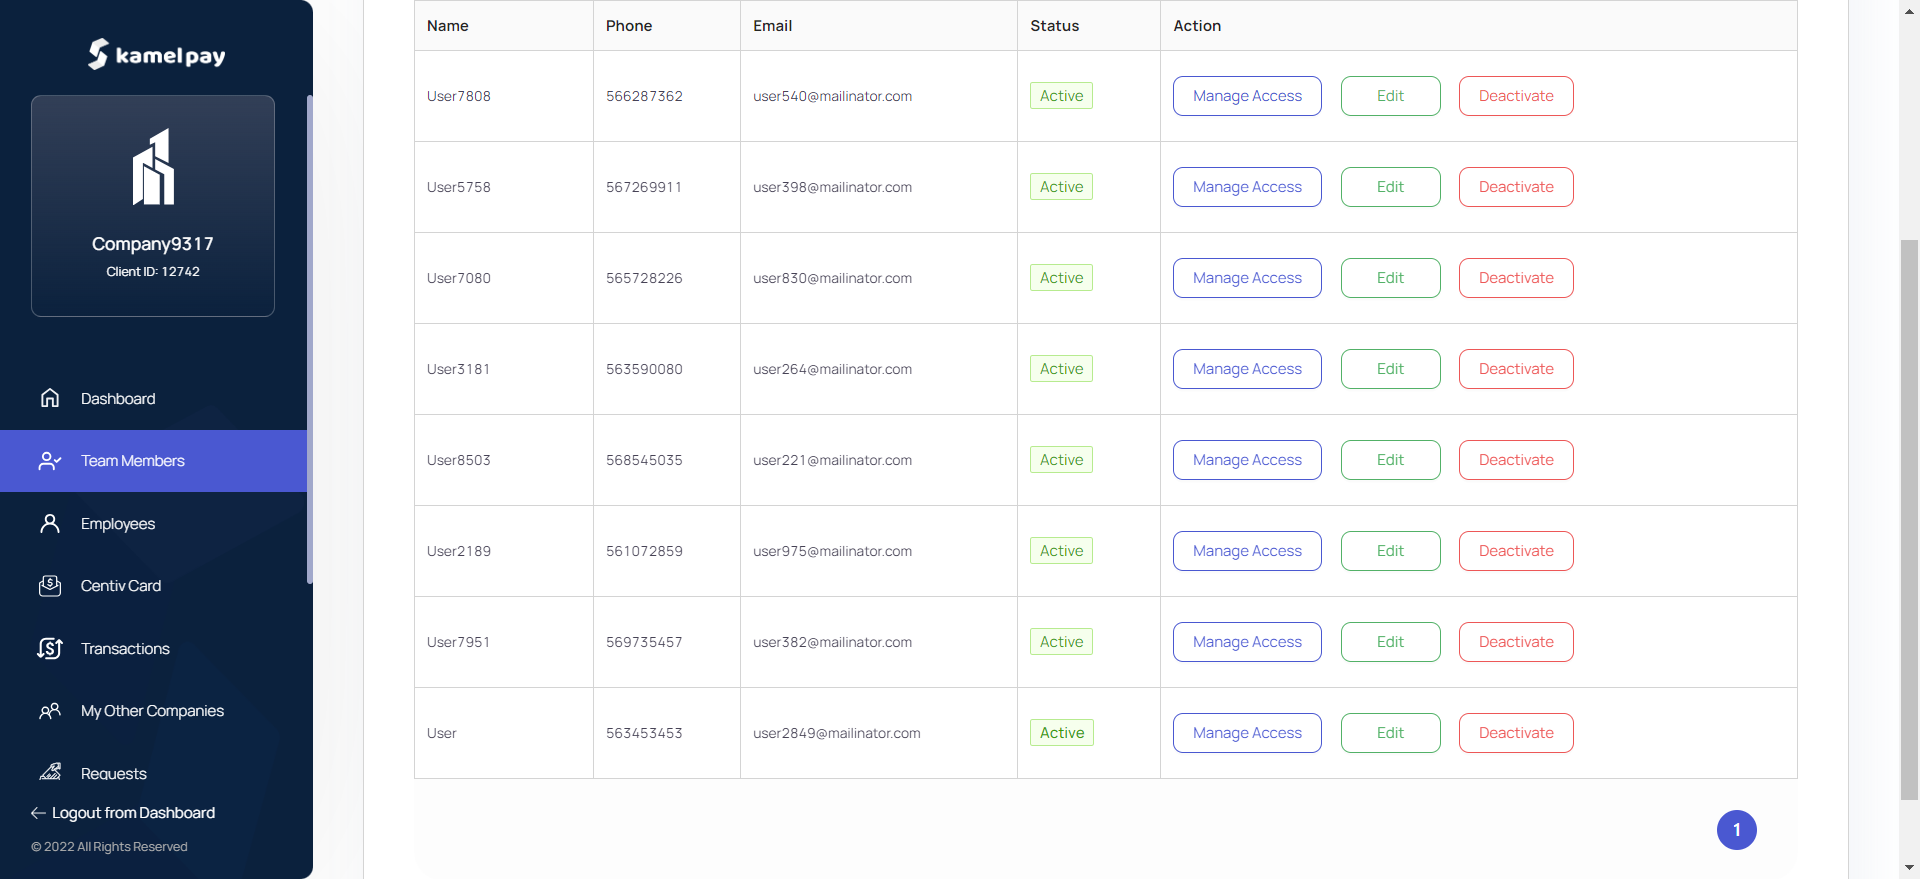 kamelpay
Company9317
Client ID: 12742
Dashboard
Team Members
Employees
Centiv Card
Transactions
My Other Companies
Requests
Logout from Dashboard
© 2022 All Rights Reserved
Name Phone Email Status Action
User7808 566287362 user540@mailinator.com Active Manage Access Edit Deactivate
User5758 567269911 user398@mailinator.com Active Manage Access Edit Deactivate
User7080 565728226 user830@mailinator.com Active Manage Access Edit Deactivate
User3181 563590080 user264@mailinator.com Active Manage Access Edit Deactivate
User8503 568545035 user221@mailinator.com Active Manage Access Edit Deactivate
User2189 561072859 user975@mailinator.com Active Manage Access Edit Deactivate
User7951 569735457 user382@mailinator.com Active Manage Access Edit Deactivate
User 563453453 user2849@mailinator.com Active Manage Access Edit Deactivate
1